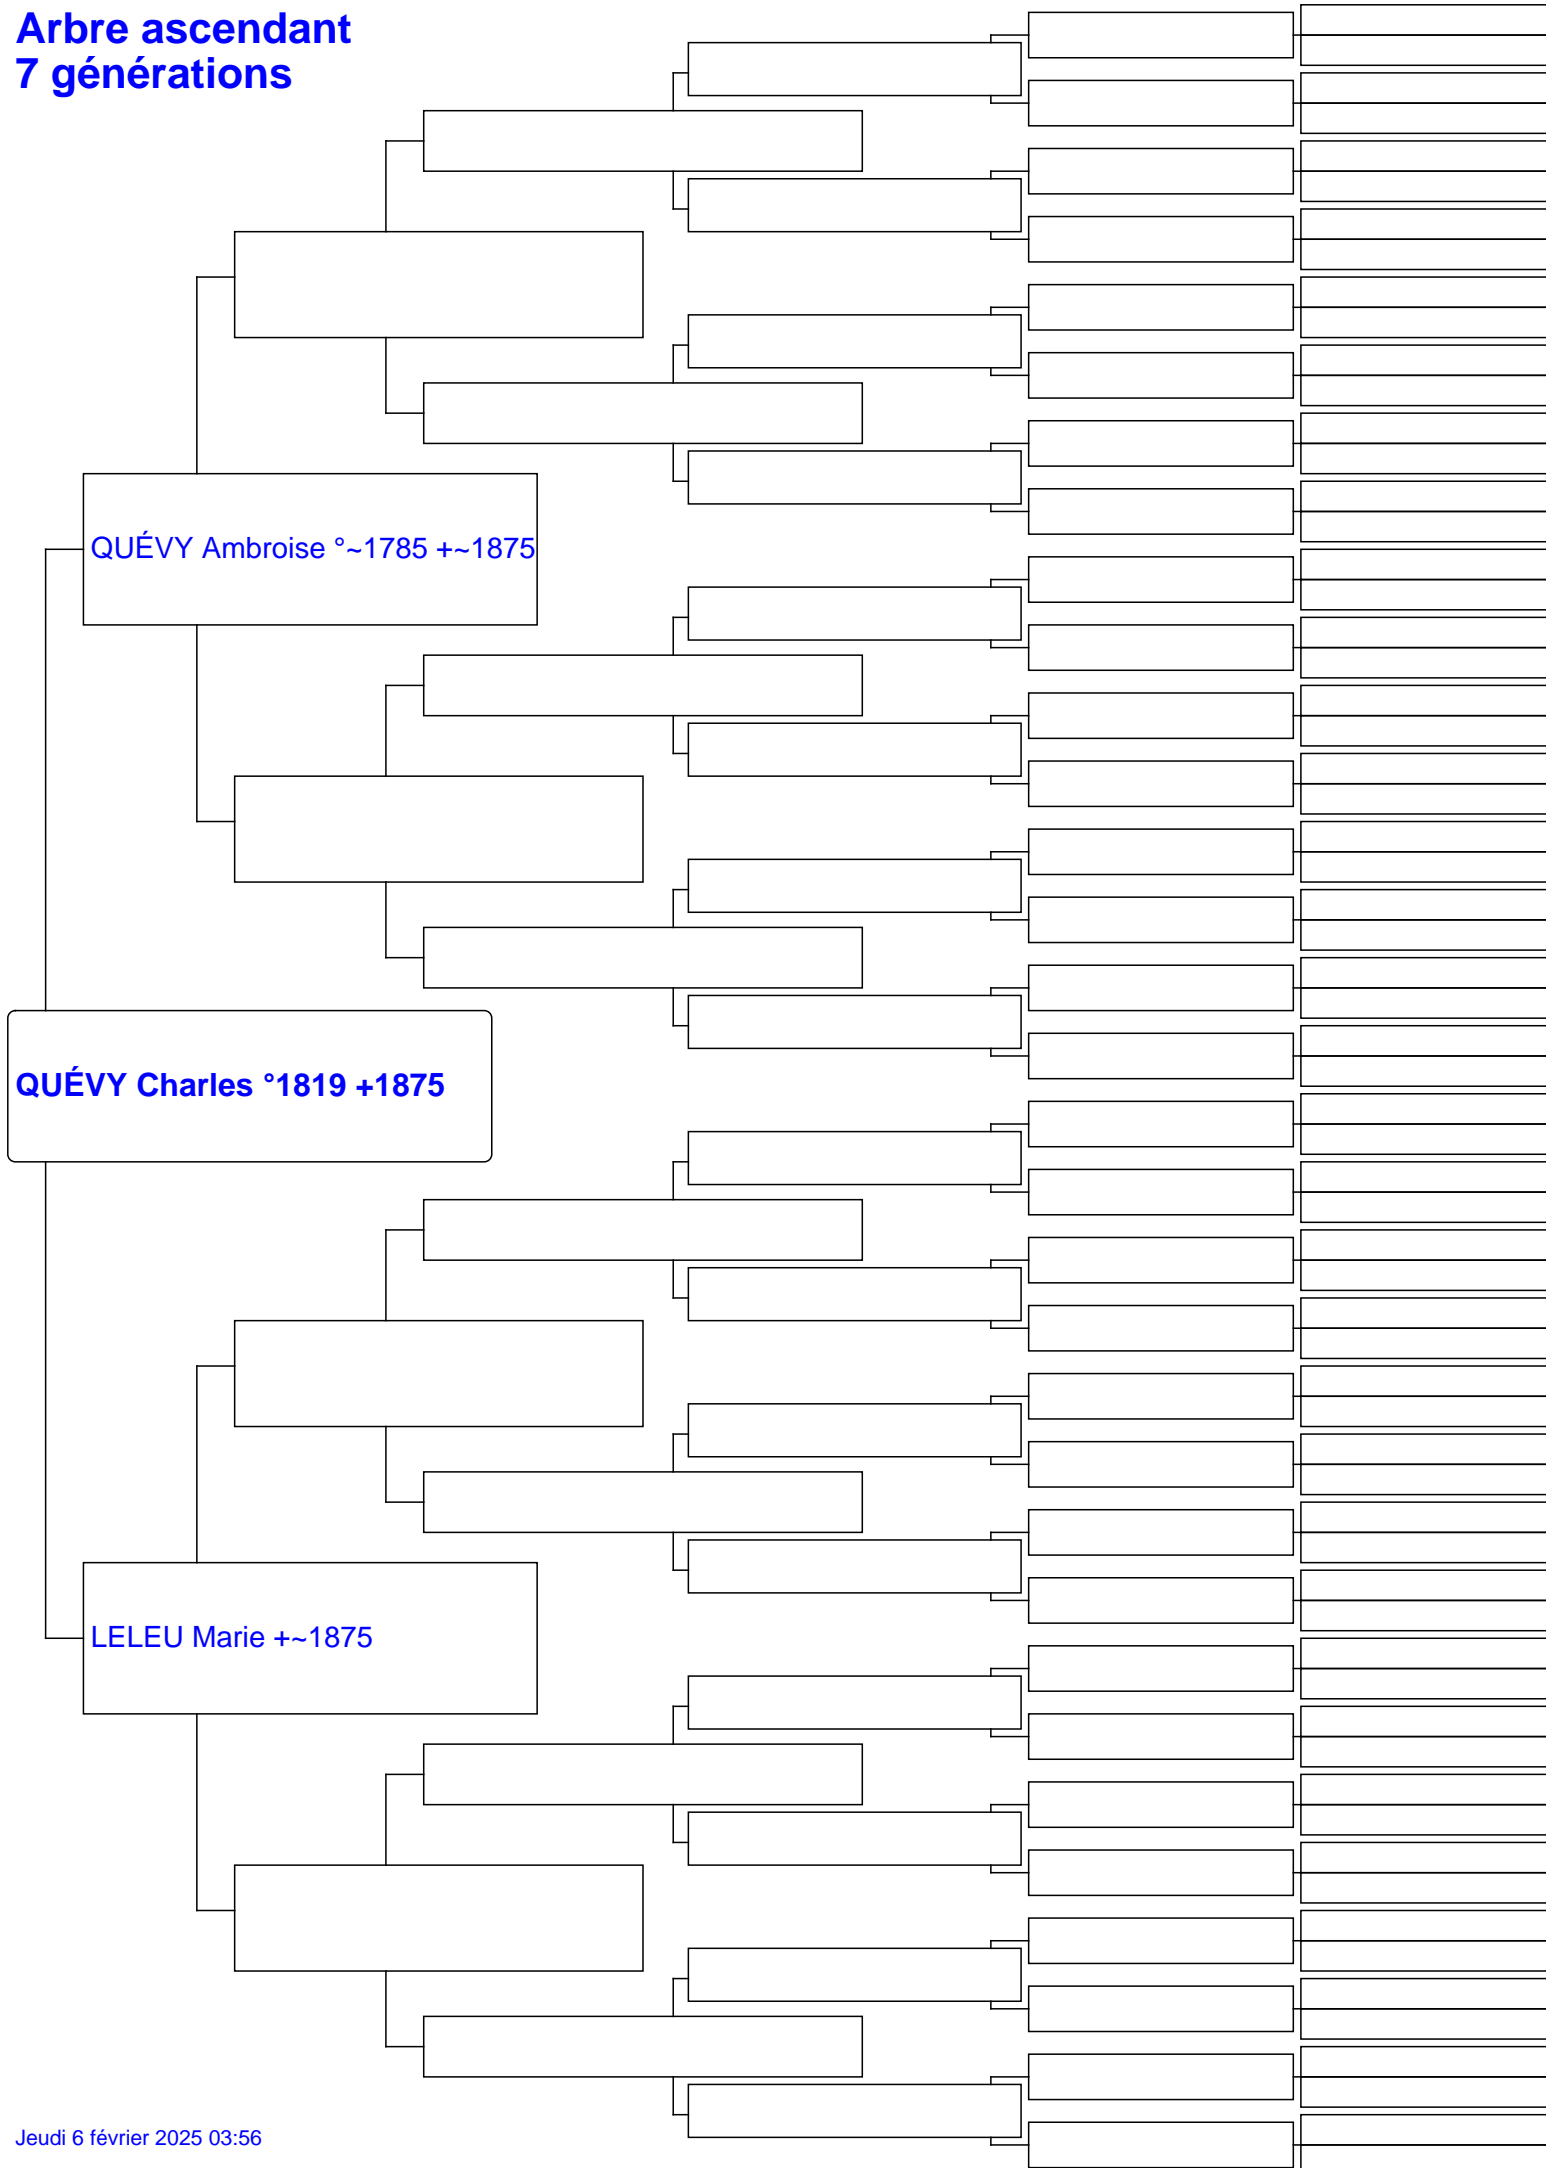 Arbre ascendant
7 générations
QUÉVY Ambroise °~1785 +~1875
QUÉVY Charles °1819 +1875
LELEU Marie +~1875
Jeudi 6 février 2025 03:56